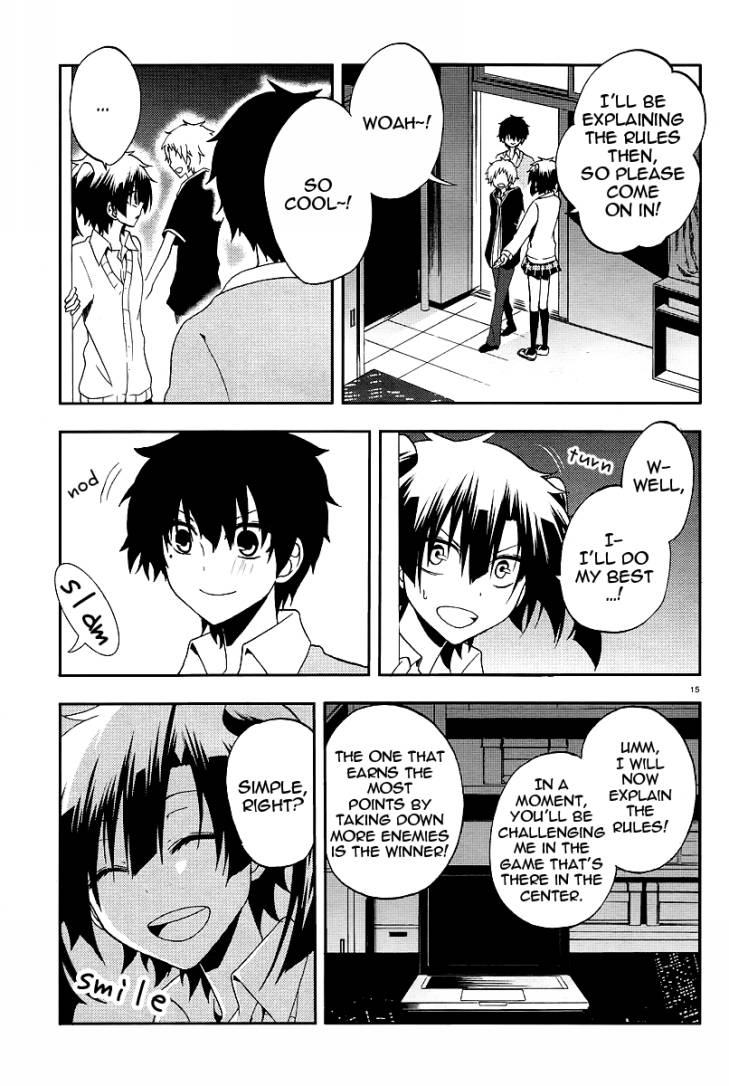 I'LL BE
EXPLAINING
THE RULES
THEN,
SO PLEASE
COME
ON IN!
WOAH~!
SO
COOL~!
...
W-
WELL,
I-
I'LL DO
MY BEST
...!
turn
nod
slam
15
UMM,
I WILL
NOW
EXPLAIN
THE
RULES!
IN A
MOMENT,
YOU'LL BE
CHALLENGING
ME IN THE
GAME THAT'S
THERE IN THE
CENTER.
THE ONE THAT
EARNS THE
MOST
POINTS BY
TAKING DOWN
MORE ENEMIES
IS THE WINNER!
SIMPLE,
RIGHT?
smile